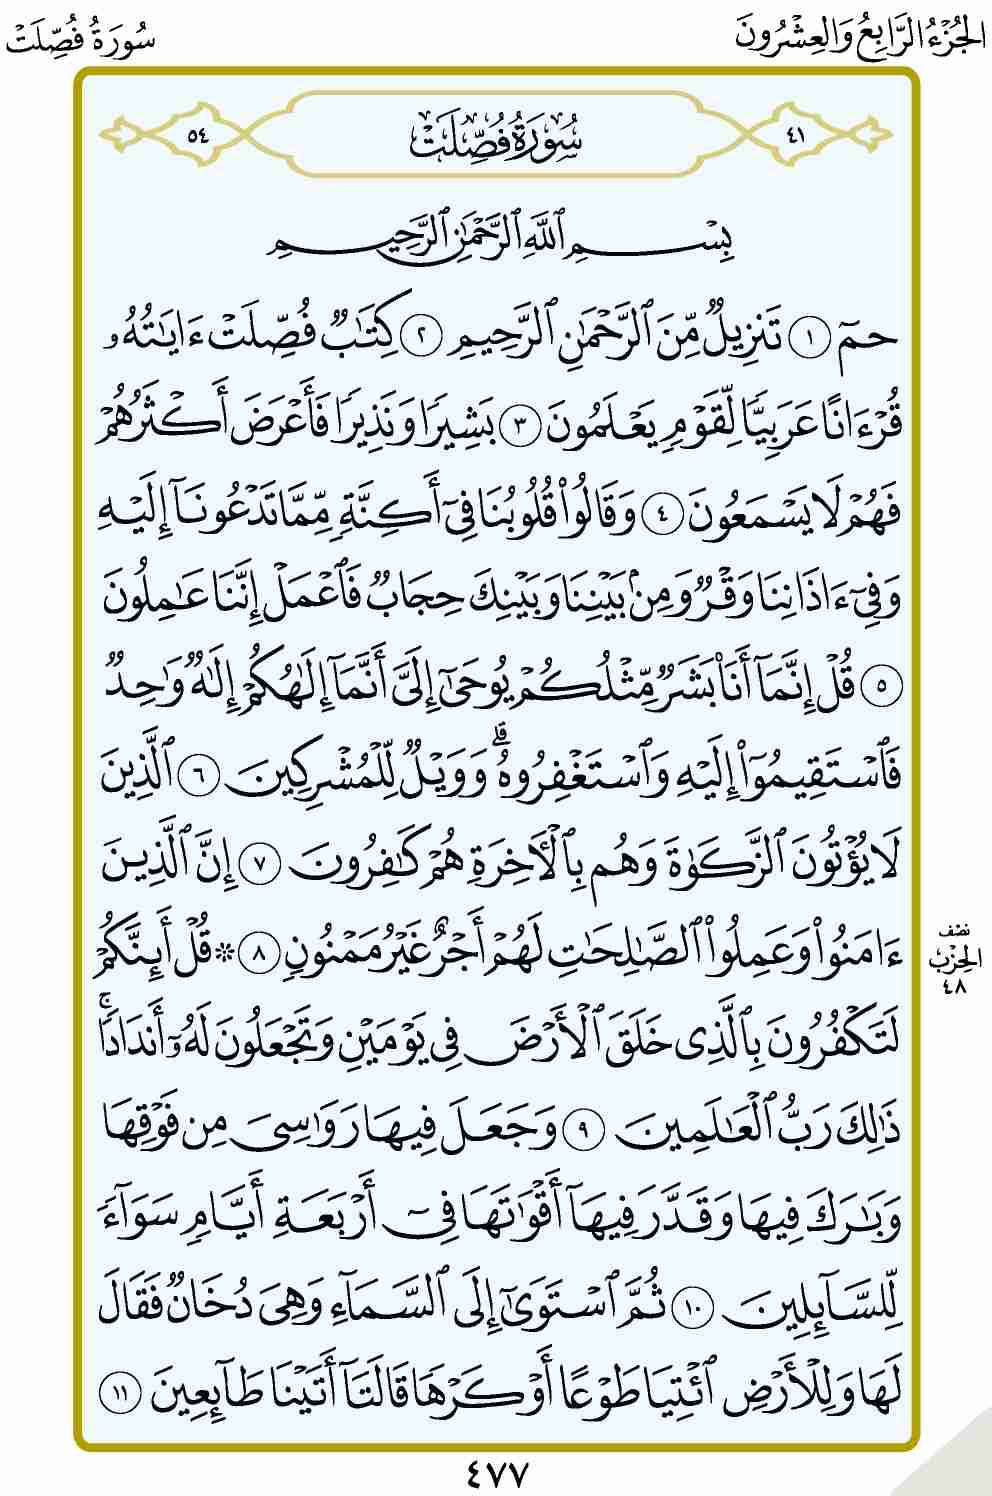 الجُزْءُ الرَّابِعُ وَالعِشْرُونَ
سُورَةُ فُصِّلَتْ
٤١
سُورَةُ فُصِّلَتْ
٥٤
بِسْمِ ٱللَّهِ ٱلرَّحْمَٰنِ ٱلرَّحِيمِ
حمٓ ١ تَنزِيلٌ مِّنَ ٱلرَّحْمَٰنِ ٱلرَّحِيمِ ٢ كِتَٰبٌ فُصِّلَتْ ءَايَٰتُهُۥ
قُرْءَانًا عَرَبِيًّا لِّقَوْمٍ يَعْلَمُونَ ٣ بَشِيرًا وَنَذِيرًا فَأَعْرَضَ أَكْثَرُهُمْ
فَهُمْ لَا يَسْمَعُونَ ٤ وَقَالُوا۟ قُلُوبُنَا فِىٓ أَكِنَّةٍ مِّمَّا تَدْعُونَآ إِلَيْهِ
وَفِىٓ ءَاذَانِنَا وَقْرٌ وَمِنۢ بَيْنِنَا وَبَيْنِكَ حِجَابٌ فَٱعْمَلْ إِنَّنَا عَٰمِلُونَ
٥ قُلْ إِنَّمَآ أَنَا۠ بَشَرٌ مِّثْلُكُمْ يُوحَىٰٓ إِلَىَّ أَنَّمَآ إِلَٰهُكُمْ إِلَٰهٌ وَٰحِدٌ
فَٱسْتَقِيمُوٓا۟ إِلَيْهِ وَٱسْتَغْفِرُوهُ ۗ وَوَيْلٌ لِّلْمُشْرِكِينَ ٦ ٱلَّذِينَ
لَا يُؤْتُونَ ٱلزَّكَوٰةَ وَهُم بِٱلْأَخِرَةِ هُمْ كَٰفِرُونَ ٧ إِنَّ ٱلَّذِينَ
ءَامَنُوا۟ وَعَمِلُوا۟ ٱلصَّٰلِحَٰتِ لَهُمْ أَجْرٌ غَيْرُ مَمْنُونٍ ٨ ۞ قُلْ أَئِنَّكُمْ
نصف
الحِزْب
٤٨
لَتَكْفُرُونَ بِٱلَّذِى خَلَقَ ٱلْأَرْضَ فِى يَوْمَيْنِ وَتَجْعَلُونَ لَهُۥٓ أَندَادًا ۚ
ذَٰلِكَ رَبُّ ٱلْعَٰلَمِينَ ٩ وَجَعَلَ فِيهَا رَوَٰسِىَ مِن فَوْقِهَا
وَبَٰرَكَ فِيهَا وَقَدَّرَ فِيهَآ أَقْوَٰتَهَا فِىٓ أَرْبَعَةِ أَيَّامٍ سَوَآءً
لِّلسَّآئِلِينَ ١٠ ثُمَّ ٱسْتَوَىٰٓ إِلَى ٱلسَّمَآءِ وَهِىَ دُخَانٌ فَقَالَ
لَهَا وَلِلْأَرْضِ ٱئْتِيَا طَوْعًا أَوْ كَرْهًا قَالَتَآ أَتَيْنَا طَآئِعِينَ ١١
٤٧٧